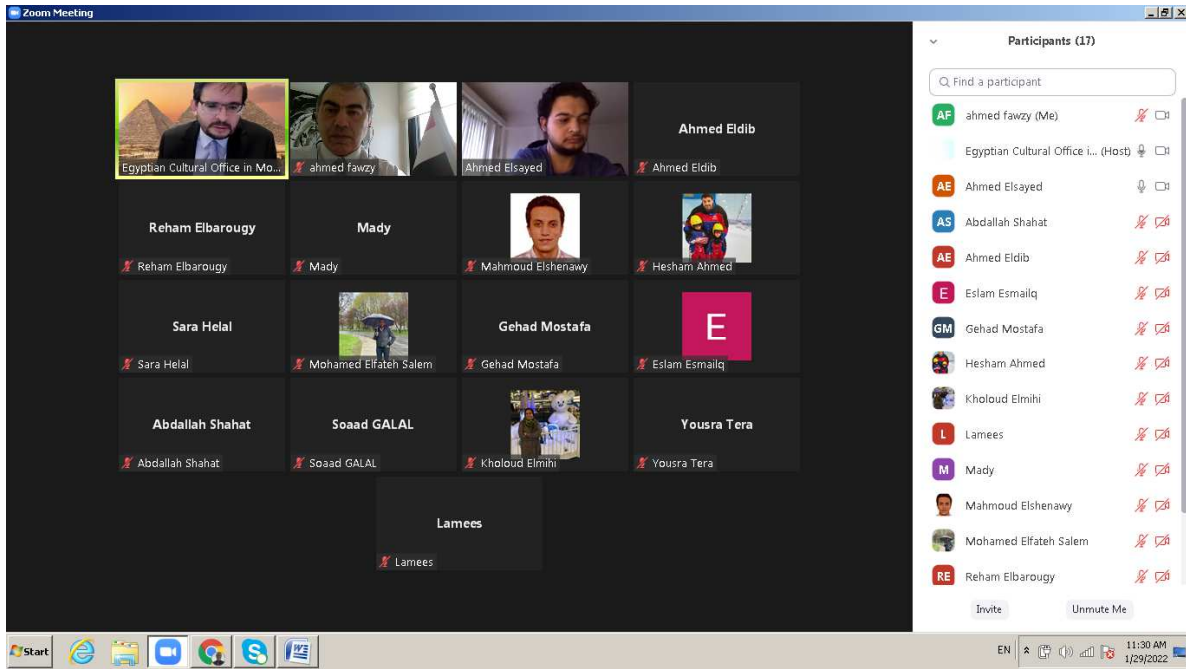 Zoom Meeting
Egyptian Cultural Office in Mo...
ahmed fawzy
Ahmed Elsayed
Ahmed Eldib
Ahmed Eldib
Reham Elbarougy
Reham Elbarougy
Mady
Mady
Mahmoud Elshenawy
Hesham Ahmed
Sara Helal
Sara Helal
Mohamed Elfateh Salem
Gehad Mostafa
Gehad Mostafa
E
Eslam Esmailq
Abdallah Shahat
Abdallah Shahat
Soaad GALAL
Soaad GALAL
Kholoud Elmihi
Yousra Tera
Yousra Tera
Lamees
Lamees
Participants (17)
Find a participant
AF ahmed fawzy (Me)
Egyptian Cultural Office i... (Host)
AE Ahmed Elsayed
AS Abdallah Shahat
AE Ahmed Eldib
E Eslam Esmailq
GM Gehad Mostafa
Hesham Ahmed
Kholoud Elmihi
L Lamees
M Mady
Mahmoud Elshenawy
Mohamed Elfateh Salem
RE Reham Elbarougy
Invite Unmute Me
Start
EN
11:30 AM
1/29/2022